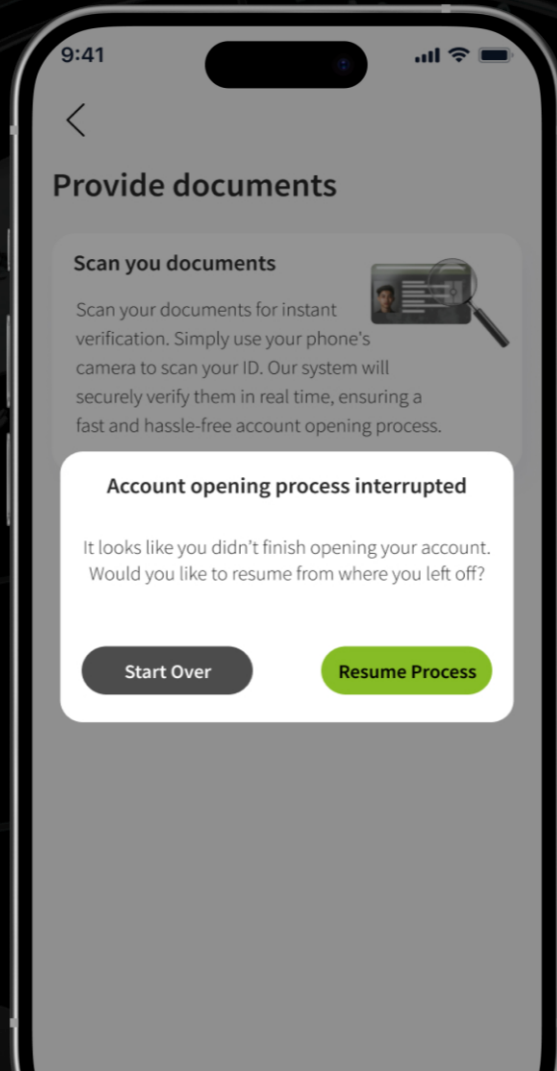 9:41
Provide documents
Scan you documents
Scan your documents for instant
verification. Simply use your phone's
camera to scan your ID. Our system will
securely verify them in real time, ensuring a
fast and hassle-free account opening process.
Account opening process interrupted
It looks like you didn't finish opening your account.
Would you like to resume from where you left off?
Start Over
Resume Process